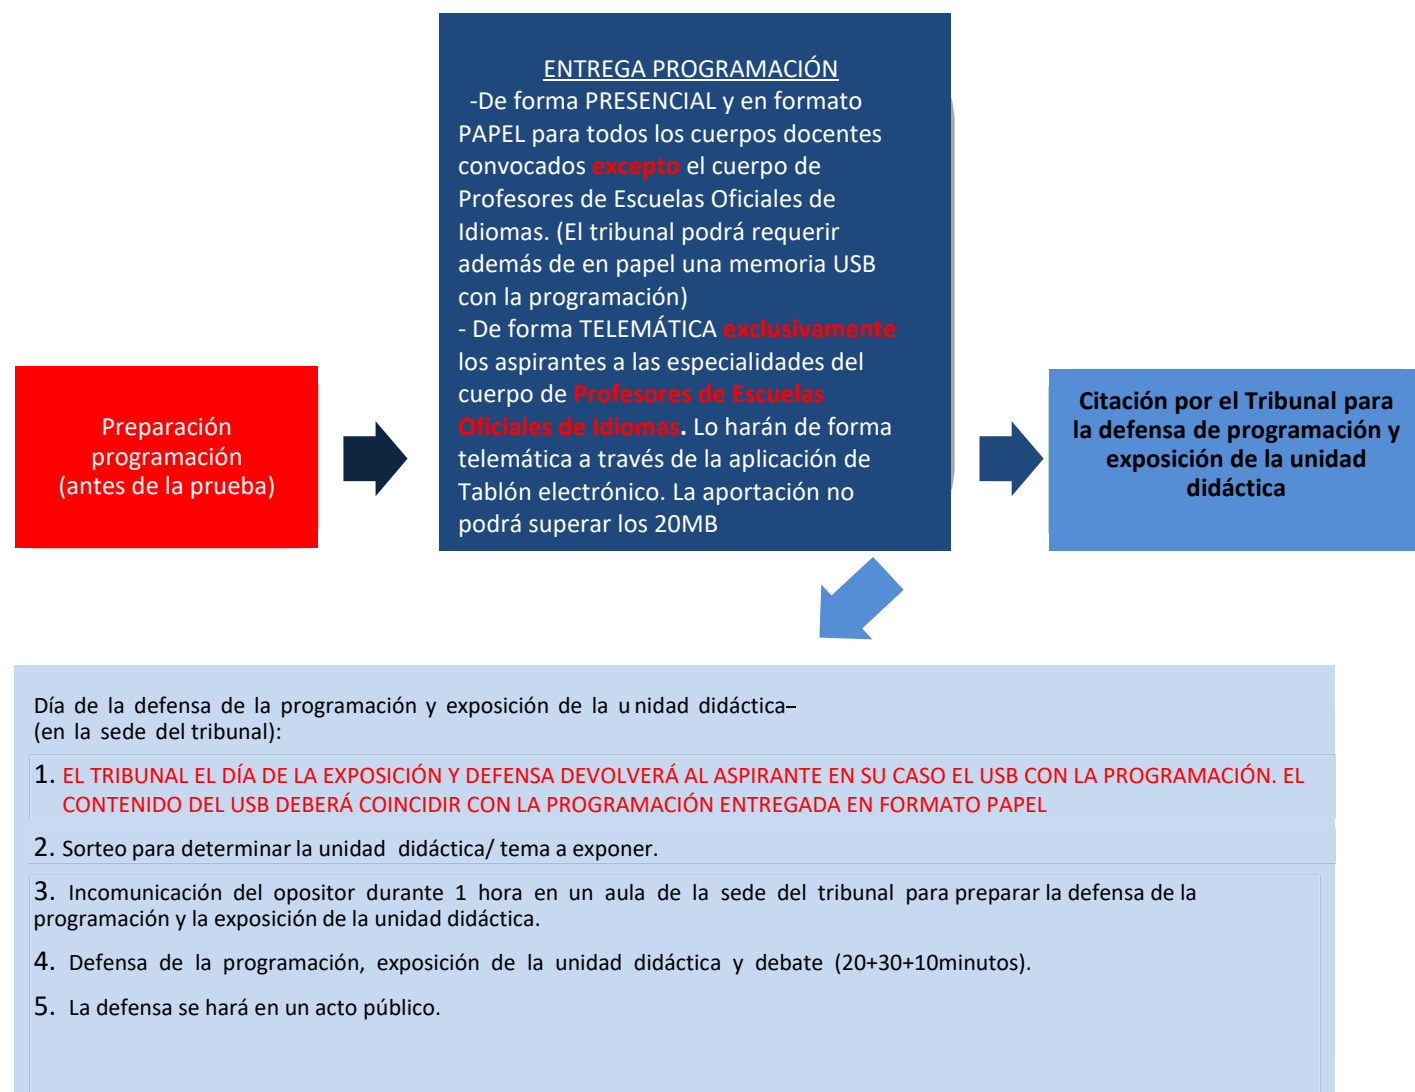 ENTREGA PROGRAMACIÓN
-De forma PRESENCIAL y en formato
PAPEL para todos los cuerpos docentes
convocados excepto el cuerpo de
Profesores de Escuelas Oficiales de
Idiomas. (El tribunal podrá requerir
además de en papel una memoria USB
con la programación)
- De forma TELEMÁTICA exclusivamente
los aspirantes a las especialidades del
cuerpo de Profesores de Escuelas
Oficiales de Idiomas. Lo harán de forma
telemática a través de la aplicación de
Tablón electrónico. La aportación no
podrá superar los 20MB
Preparación
programación
(antes de la prueba)
Citación por el Tribunal para
la defensa de programación y
exposición de la unidad
didáctica
Día de la defensa de la programación y exposición de la u nidad didáctica–
(en la sede del tribunal):
1. EL TRIBUNAL EL DÍA DE LA EXPOSICIÓN Y DEFENSA DEVOLVERÁ AL ASPIRANTE EN SU CASO EL USB CON LA PROGRAMACIÓN. EL
CONTENIDO DEL USB DEBERÁ COINCIDIR CON LA PROGRAMACIÓN ENTREGADA EN FORMATO PAPEL
2. Sorteo para determinar la unidad didáctica/ tema a exponer.
3. Incomunicación del opositor durante 1 hora en un aula de la sede del tribunal para preparar la defensa de la
programación y la exposición de la unidad didáctica.
4. Defensa de la programación, exposición de la unidad didáctica y debate (20+30+10minutos).
5. La defensa se hará en un acto público.